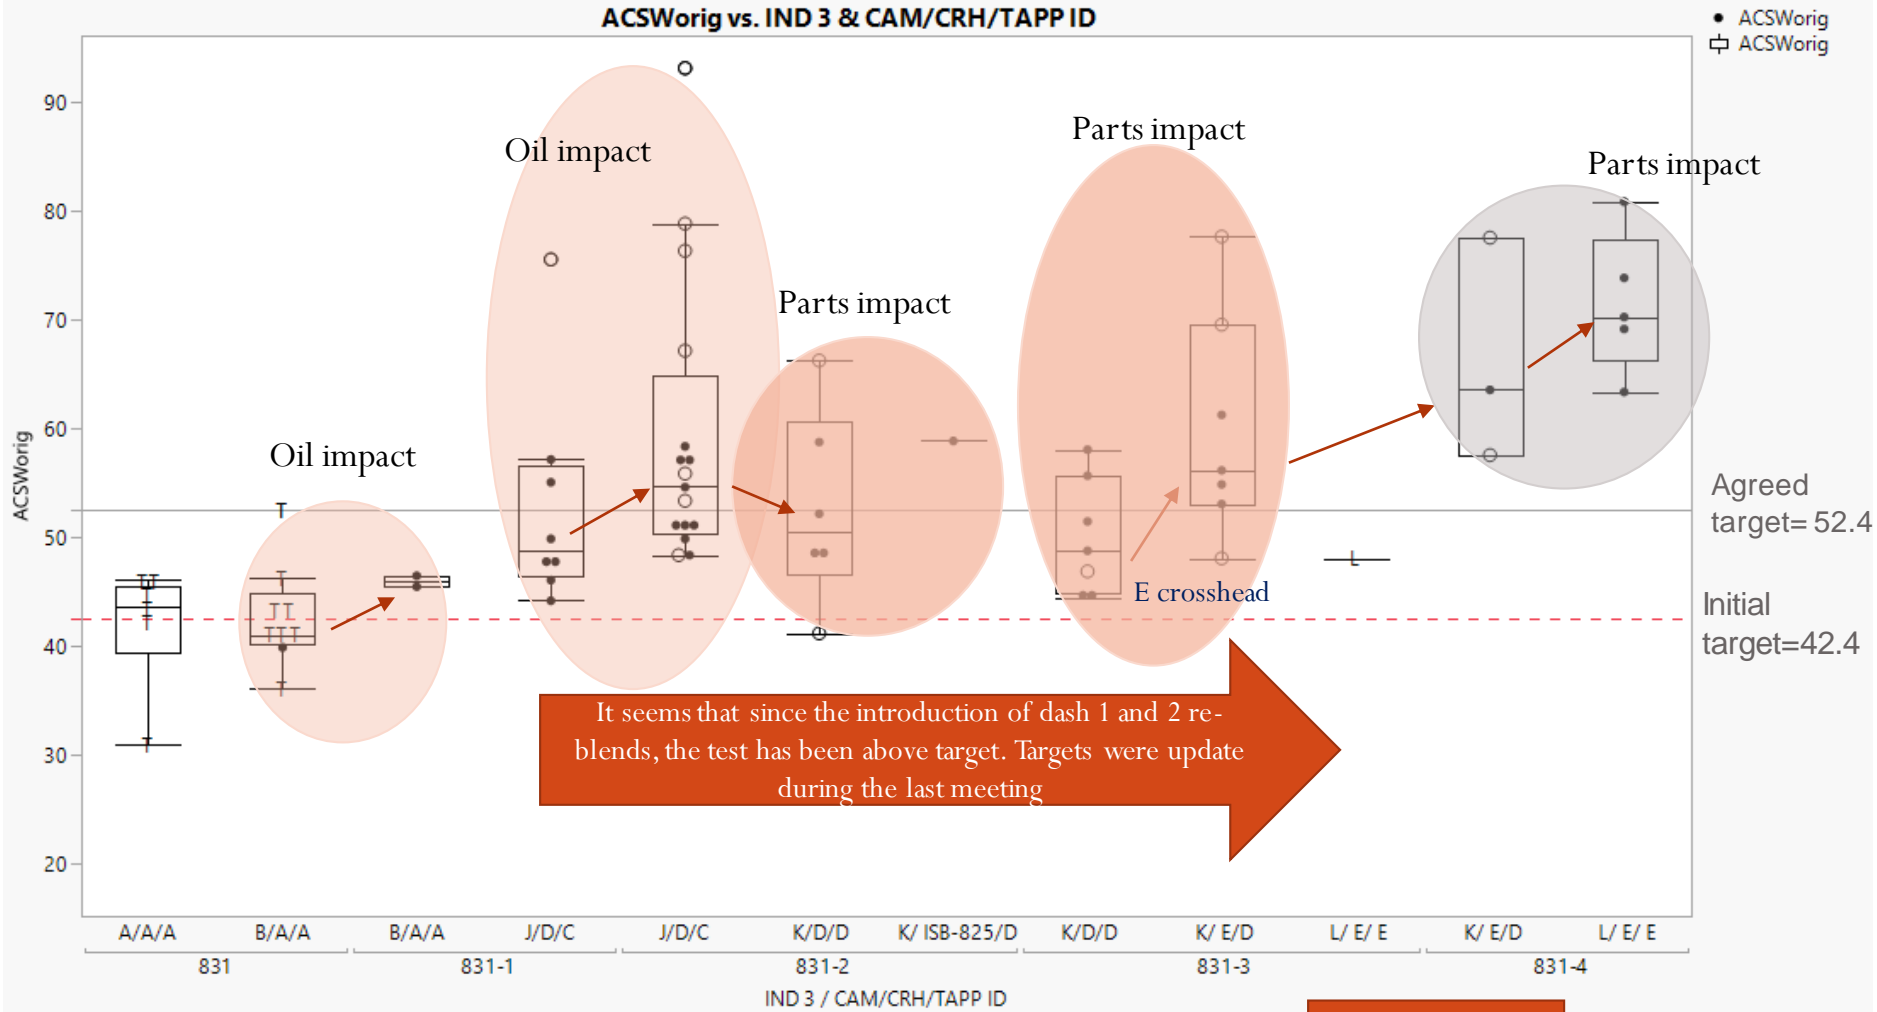 ACSWorig vs. IND 3 & CAM/CRH/TAPP ID
ACSWorig
ACSWorig
90
80
70
60
50
40
30
20
ACSWorig
Oil impact
Oil impact
Parts impact
Parts impact
Parts impact
E crosshead
Agreed
target= 52.4
Initial
target=42.4
It seems that since the introduction of dash 1 and 2 re-
blends, the test has been above target. Targets were update
during the last meeting
T
TT
T
T
T
T
T
T
TT
TTT
T
L
A/A/A
B/A/A
B/A/A
J/D/C
J/D/C
K/D/D
K/ ISB-825/D
K/D/D
K/ E/D
L/ E/ E
K/ E/D
L/ E/ E
831
831-1
831-2
831-3
831-4
IND 3 / CAM/CRH/TAPP ID